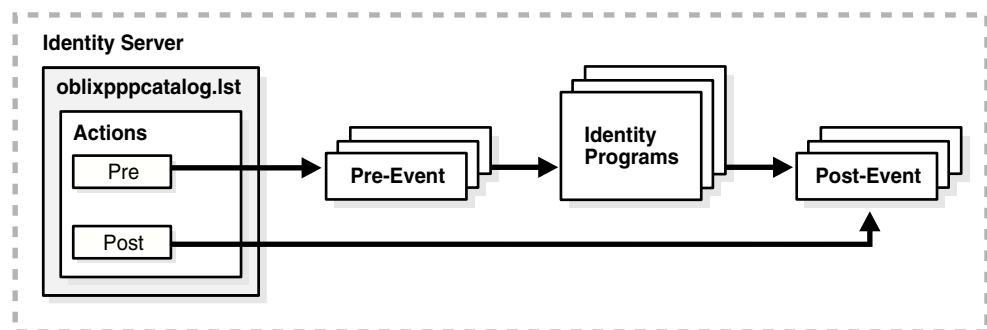 Identity Server
oblixpppcatalog.lst
Actions
Pre
Post
Pre-Event
Identity
Programs
Post-Event